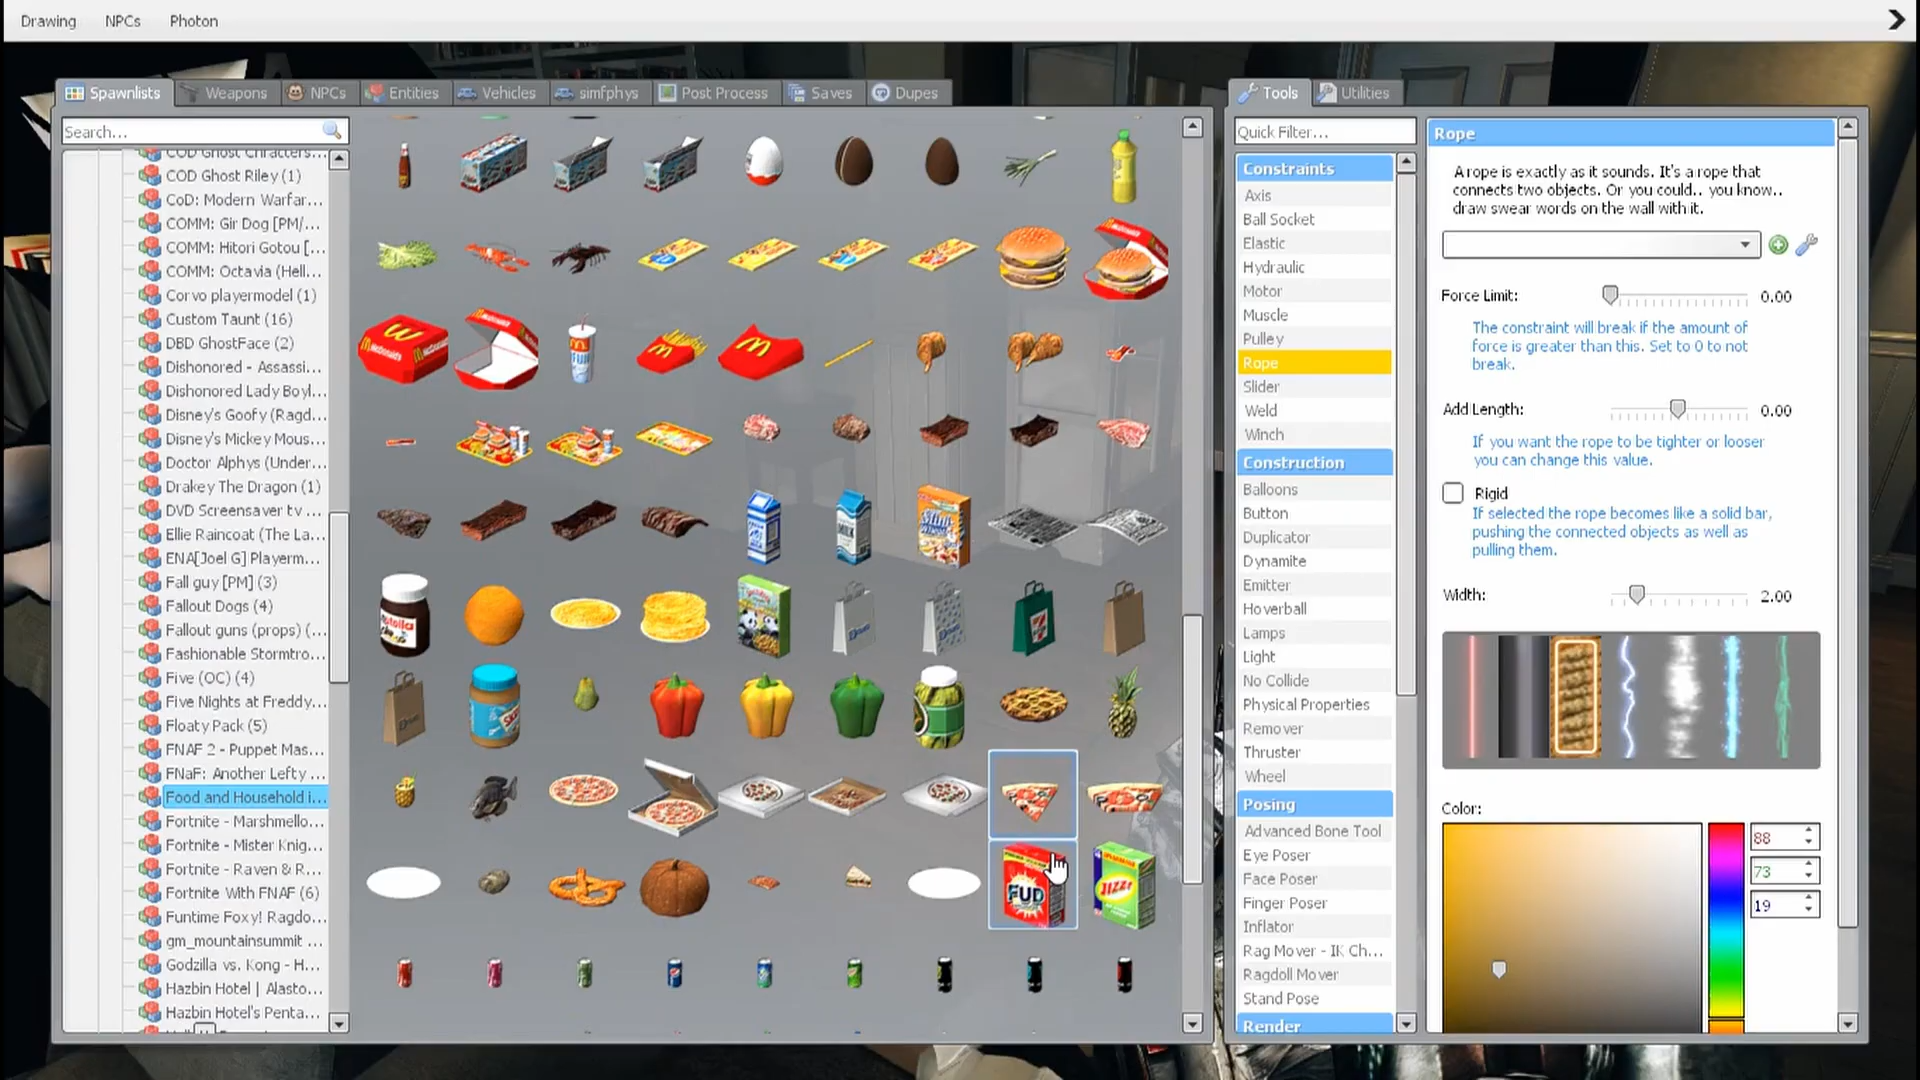 Drawing NPCs Photon
Spawnlists Weapons NPCs Entities Vehicles simfphys Post Process Saves Dupes
Search...
COD Ghost Chracters...
COD Ghost Riley (1)
CoD: Modern Warfar...
COMM: Gir Dog [PM/...
COMM: Hitori Gotou [...
COMM: Octavia (Hell...
Corvo playermodel (1)
Custom Taunt (16)
DBD GhostFace (2)
Dishonored - Assassi...
Dishonored Lady Boyl...
Disney's Goofy (Ragd...
Disney's Mickey Mous...
Doctor Alphys (Under...
Drakey The Dragon (1)
DVD Screensaver tv ...
Ellie Raincoat (The La...
ENA[Joel G] Playerm...
Fall guy [PM] (3)
Fallout Dogs (4)
Fallout guns (props) (...
Fashionable Stormtro...
Five (OC) (4)
Five Nights at Freddy...
Floaty Pack (5)
FNAF 2 - Puppet Mas...
FNaF: Another Lefty ...
Food and Household i...
Fortnite - Marshmello...
Fortnite - Mister Knig...
Fortnite - Raven & R...
Fortnite With FNAF (6)
Funtime Foxy! Ragdo...
gm_mountainsummit ...
Godzilla vs. Kong - H...
Hazbin Hotel | Alasto...
Hazbin Hotel's Penta...
McDonald's
MILK
nutella
SKI
FUD
JIZZ!
Tools Utilities
Quick Filter...
Constraints
Axis
Ball Socket
Elastic
Hydraulic
Motor
Muscle
Pulley
Rope
Slider
Weld
Winch
Construction
Balloons
Button
Duplicator
Dynamite
Emitter
Hoverball
Lamps
Light
No Collide
Physical Properties
Remover
Thruster
Wheel
Posing
Advanced Bone Tool
Eye Poser
Face Poser
Finger Poser
Inflator
Rag Mover - IK Ch...
Ragdoll Mover
Stand Pose
Render
Rope
A rope is exactly as it sounds. It's a rope that
connects two objects. Or you could.. you know..
draw swear words on the wall with it.
Force Limit: 0.00
The constraint will break if the amount of
force is greater than this. Set to 0 to not
break.
Add Length: 0.00
If you want the rope to be tighter or looser
you can change this value.
Rigid
If selected the rope becomes like a solid bar,
pushing the connected objects as well as
pulling them.
Width: 2.00
Color:
88
73
19